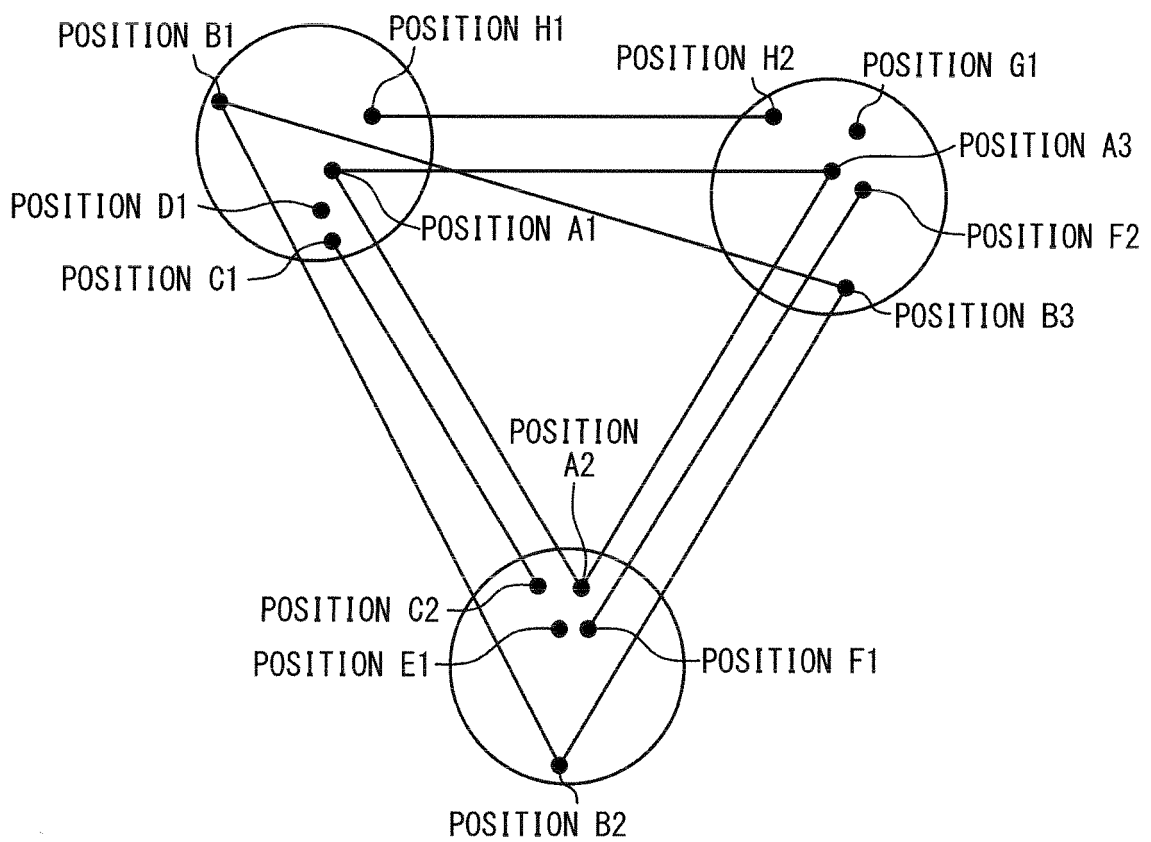 POSITION B1
POSITION H1
POSITION H2
POSITION G1
POSITION A3
POSITION D1
POSITION A1
POSITION F2
POSITION C1
POSITION B3
POSITION
A2
POSITION C2
POSITION E1
POSITION F1
POSITION B2